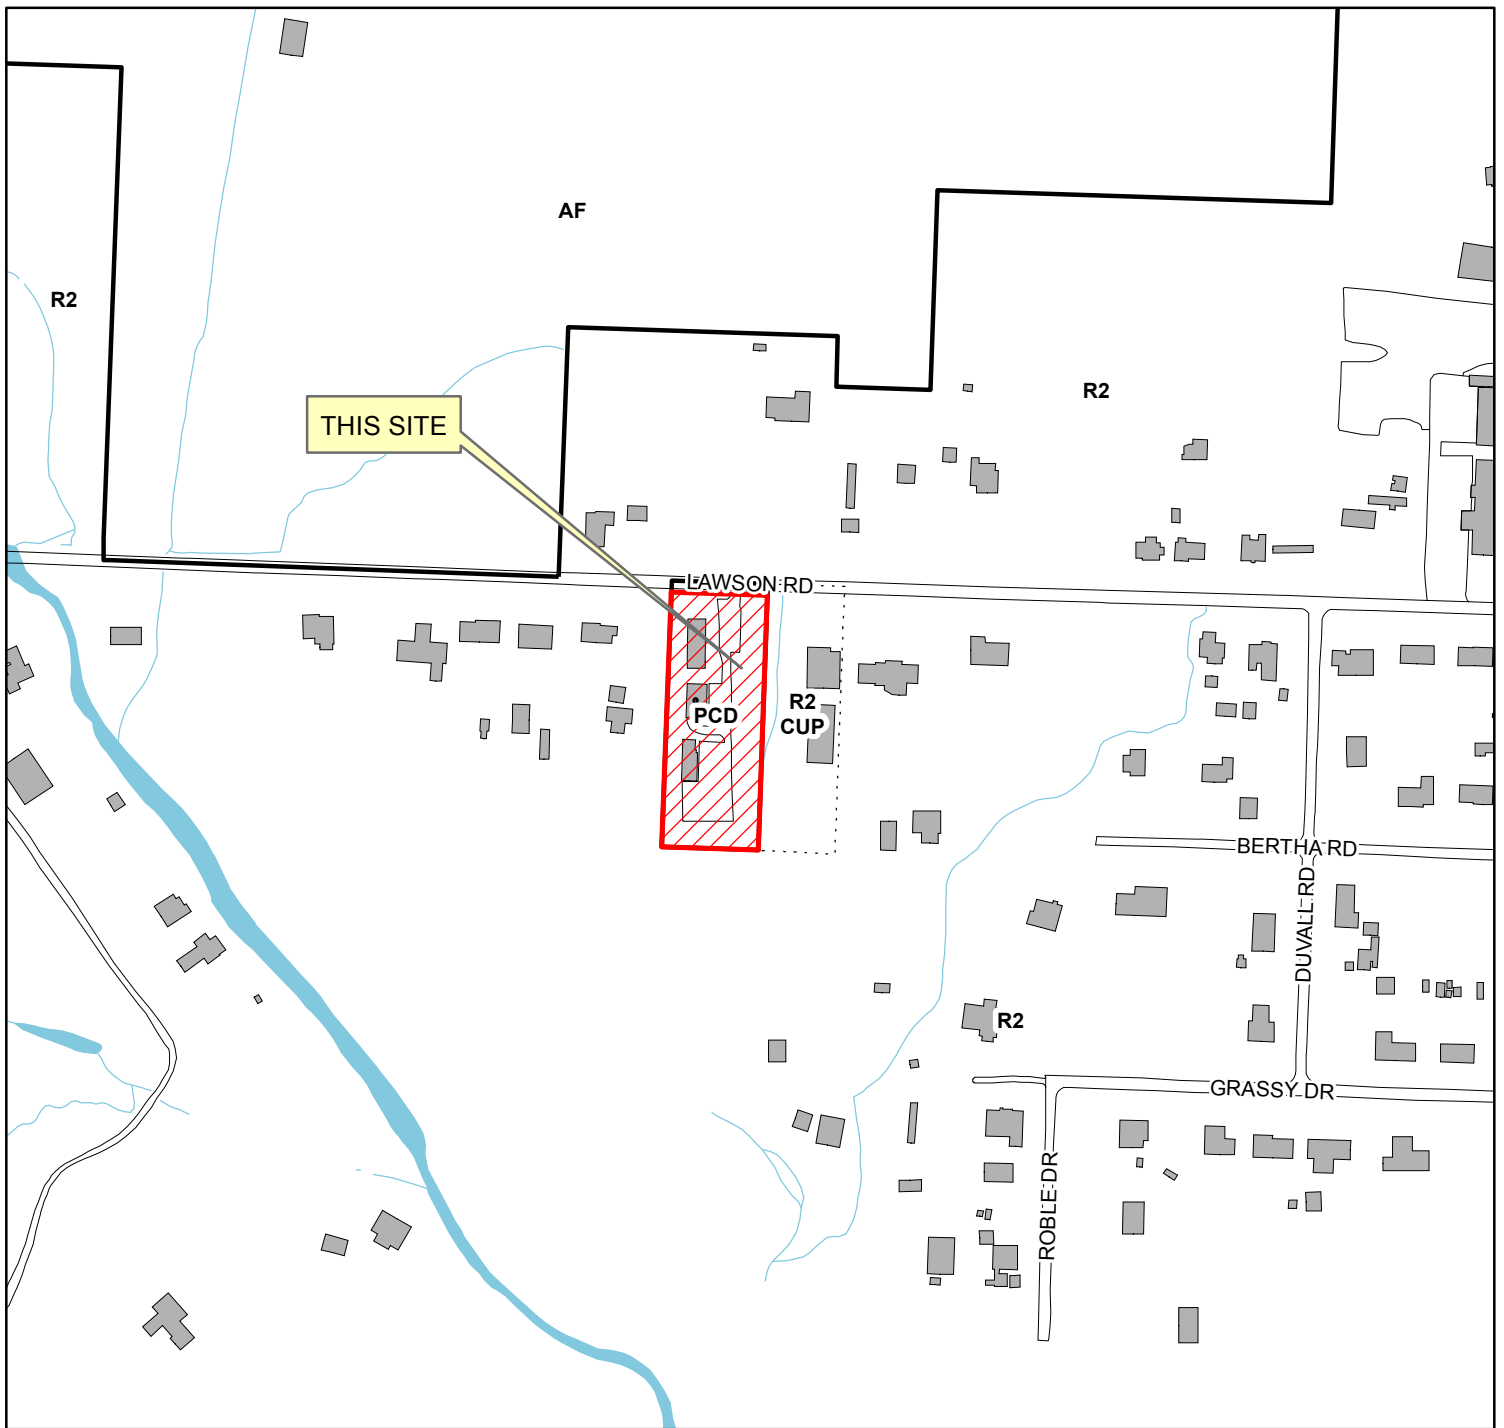 AF
R2
R2
THIS SITE
LAWSON RD
R2
CUP
PCD
BERTHA RD
DUVALL RD
R2
GRASSY DR
ROBLE DR